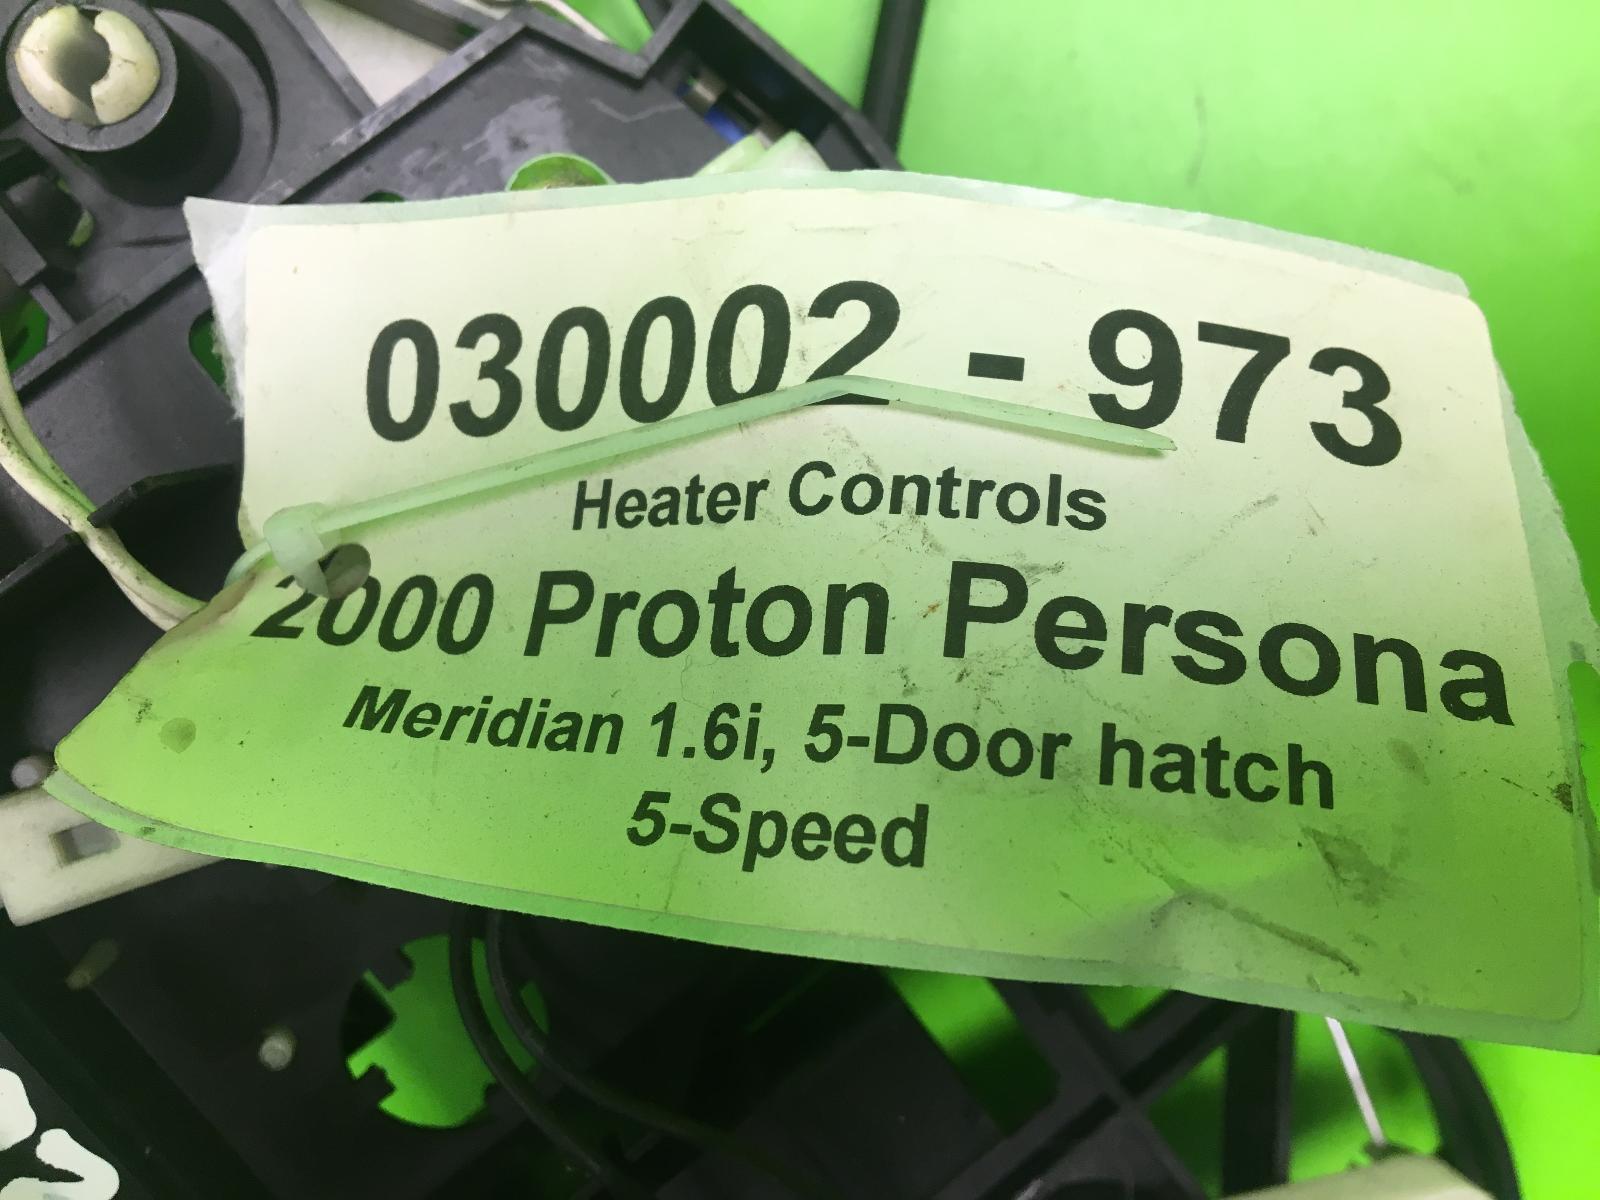 030002 - 973
Heater Controls
2000 Proton Persona
Meridian 1.6i, 5-Door hatch
5-Speed